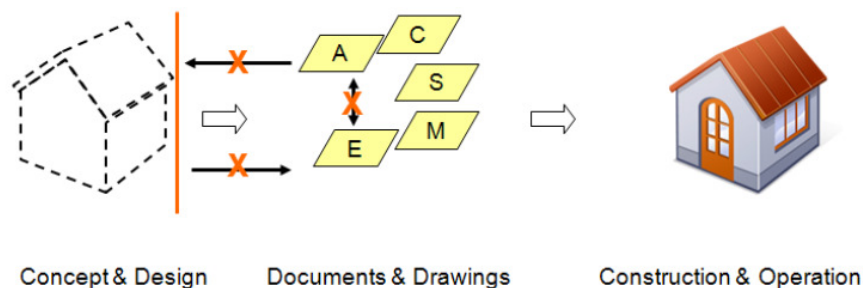 C
A
S
M
E
X
X
X
Concept & Design
Documents & Drawings
Construction & Operation